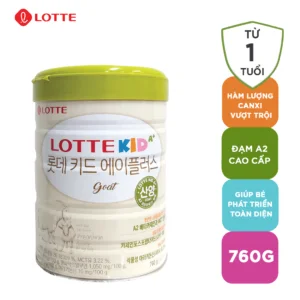 LOTTE
TỪ
1
TUỔI
LOTTE KID A+
롯데 키드 에이플러스
goat
산양
HÀM LƯỢNG
CANXI
VƯỢT TRỘI
ĐẠM A2
CAO CẤP
GIÚP BÉ
PHÁT TRIỂN
TOÀN DIỆN
760G